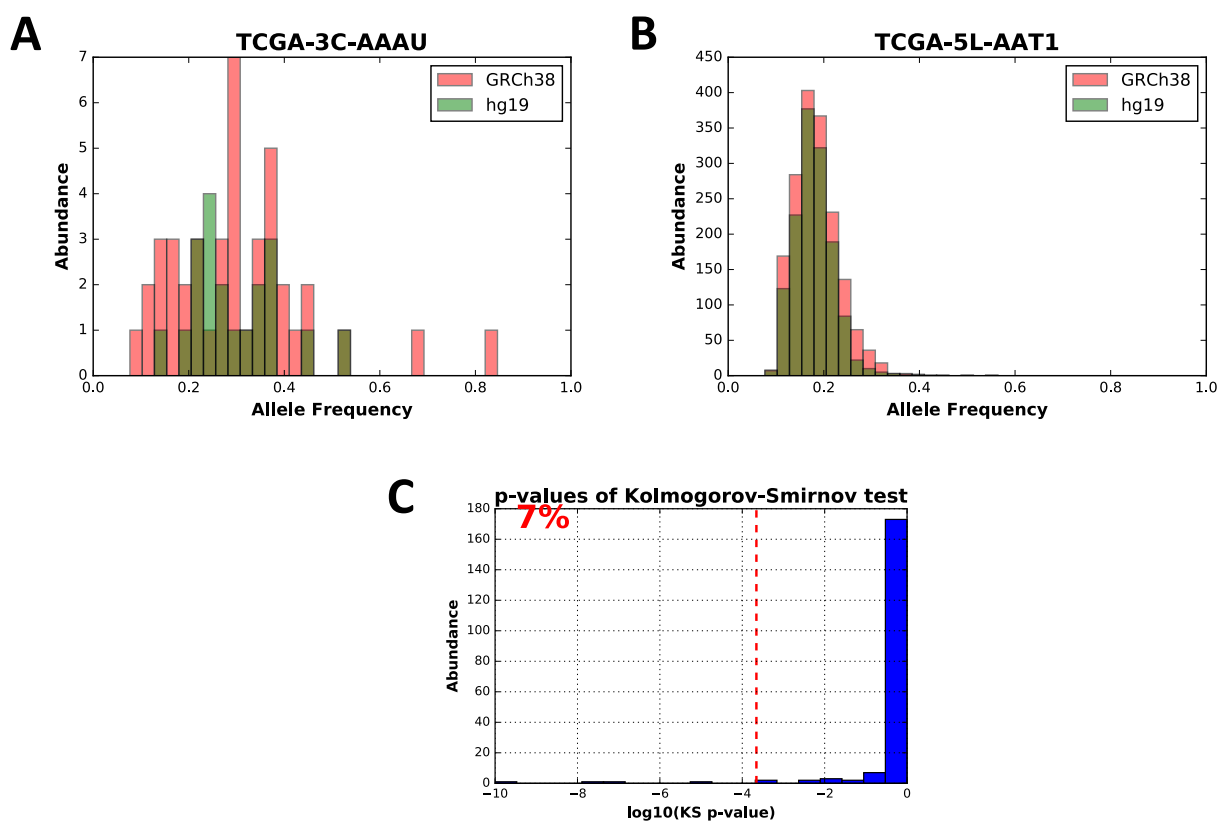 A
TCGA-3C-AAAU
7
6
5
4
3
2
1
0
Abundance
GRCh38
hg19
0.0 0.2 0.4 0.6 0.8 1.0
Allele Frequency
B
TCGA-5L-AAT1
450
400
350
300
250
200
150
100
50
0
Abundance
GRCh38
hg19
0.0 0.2 0.4 0.6 0.8 1.0
Allele Frequency
C
p-values of Kolmogorov-Smirnov test
7%
180
160
140
120
100
80
60
40
20
0
Abundance
−10 −8 −6 −4 −2 0
log10(KS p-value)